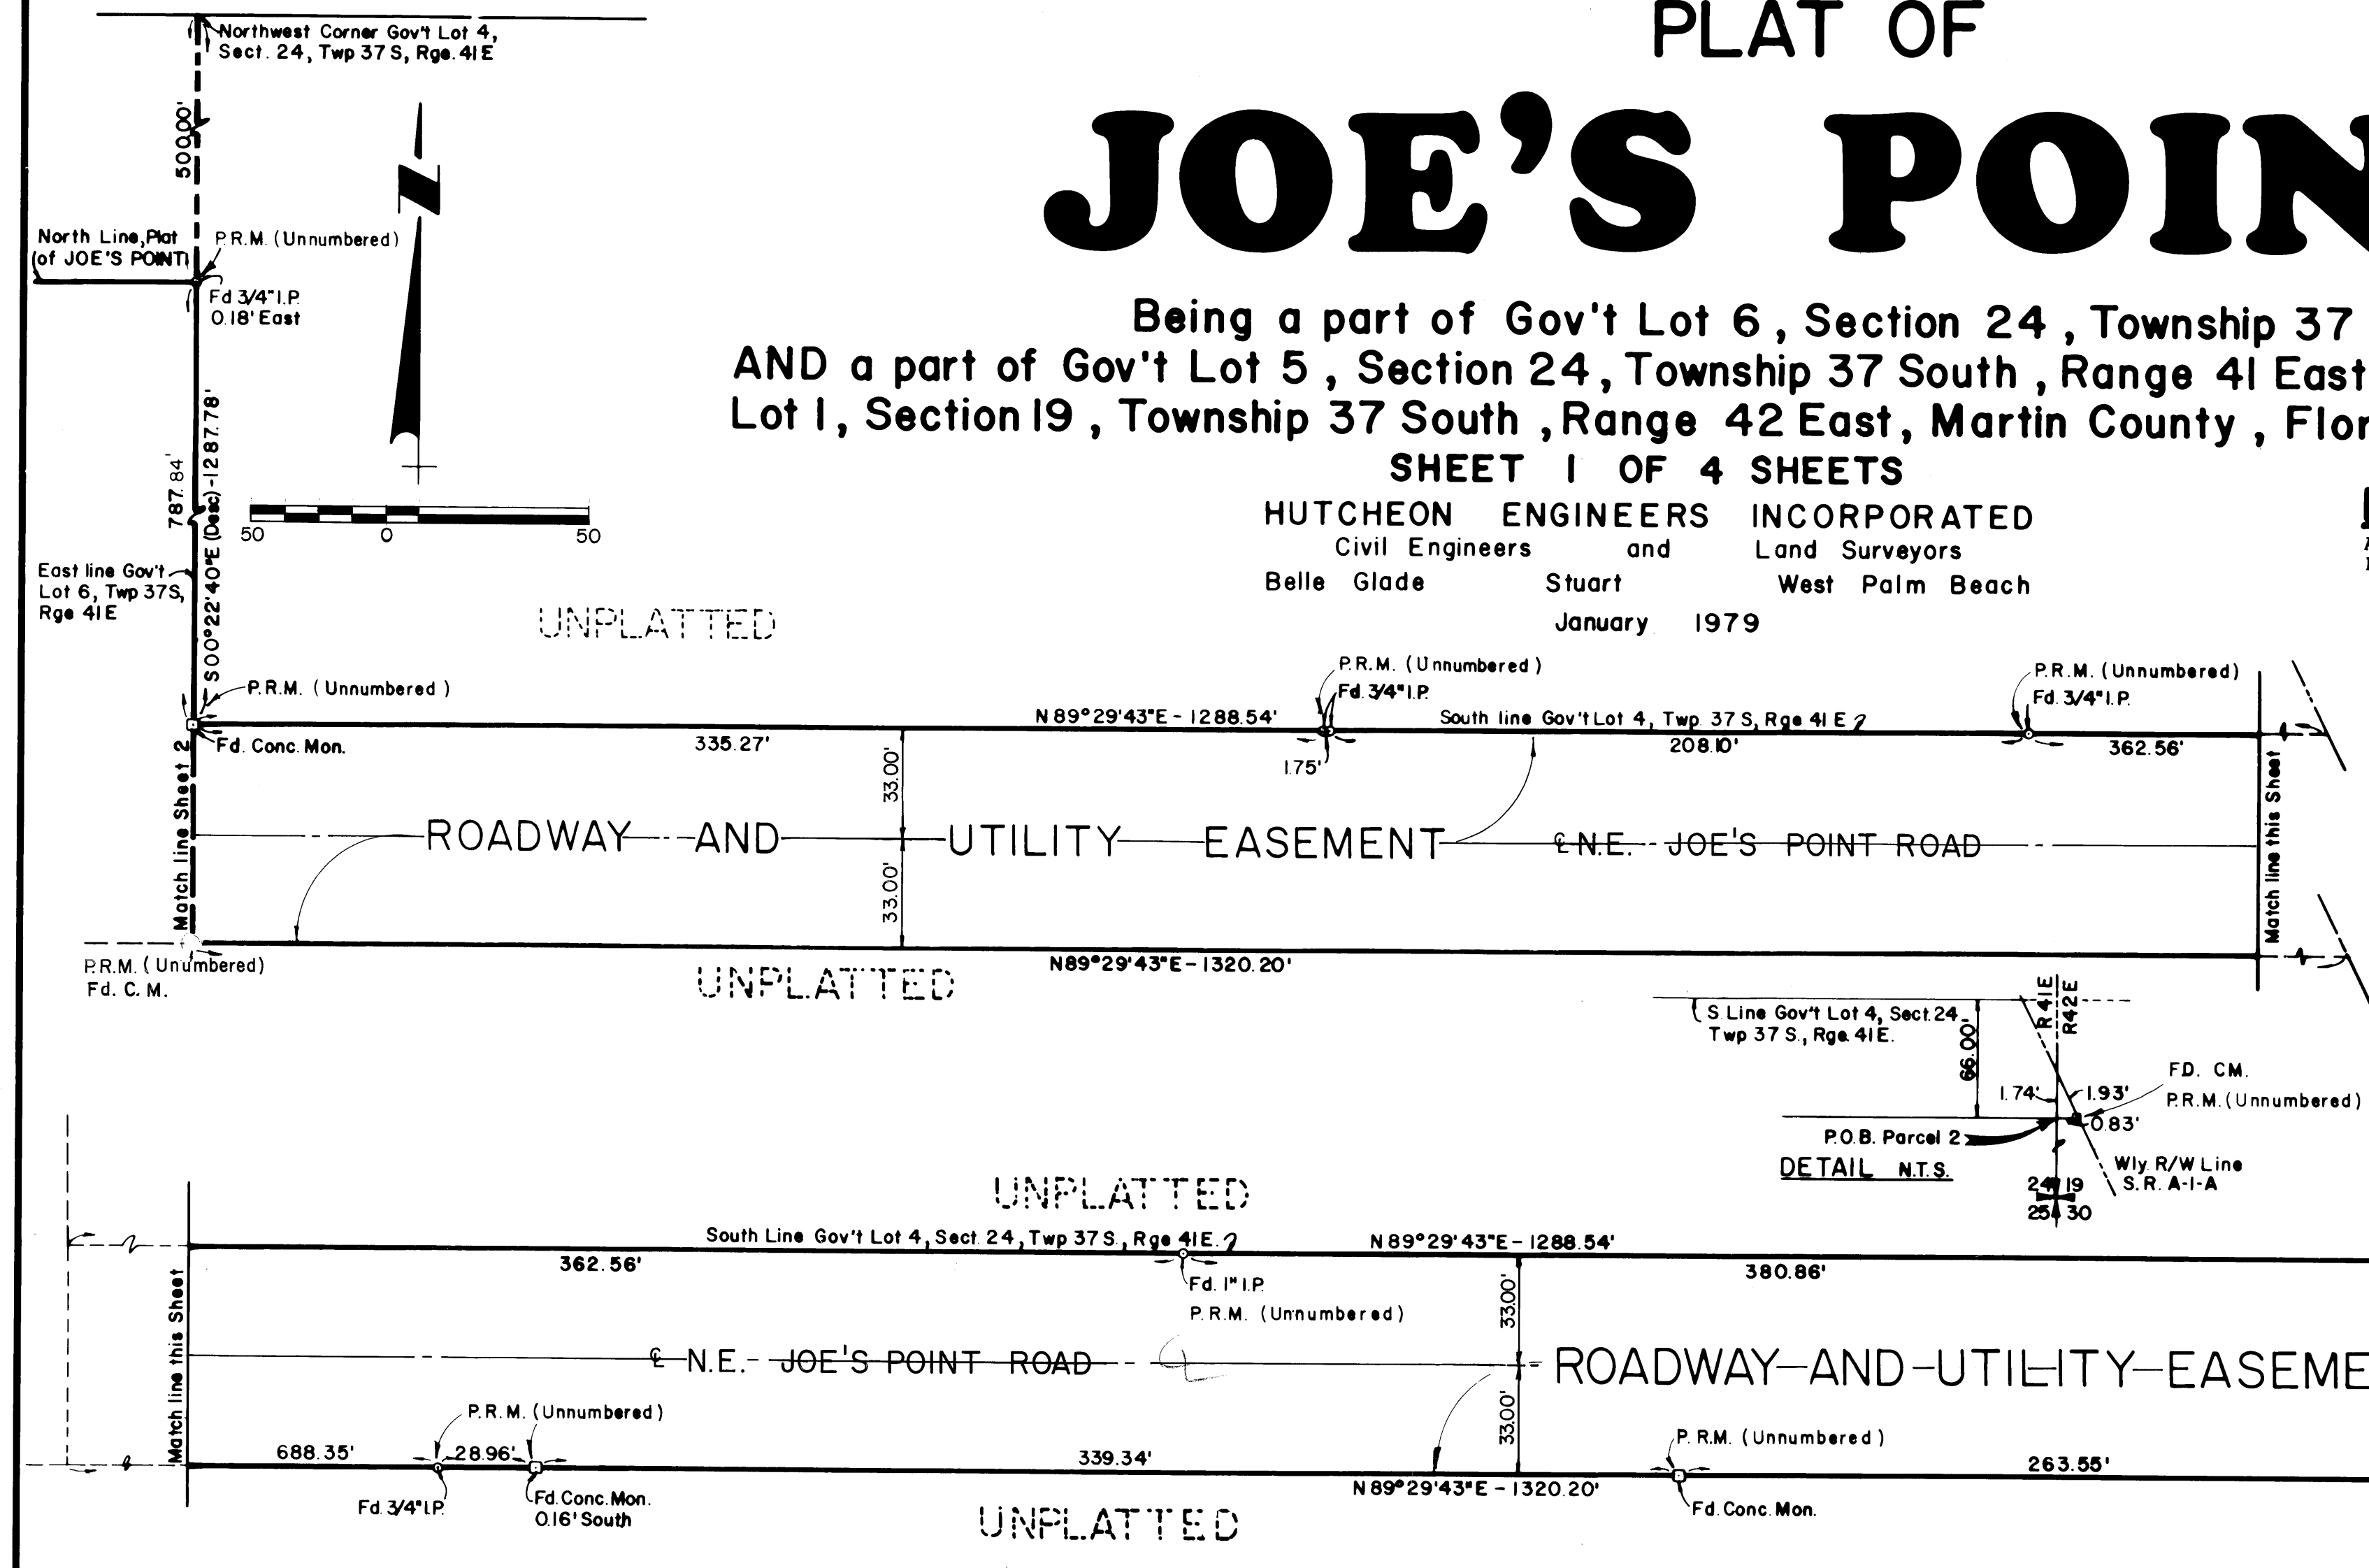 PLAT OF
JOE'S POIN
Being a part of Gov't Lot 6, Section 24, Township 37
AND a part of Gov't Lot 5, Section 24, Township 37 South, Range 41 East
Lot 1, Section 19, Township 37 South, Range 42 East, Martin County, Flor
SHEET 1 OF 4 SHEETS
HUTCHEON ENGINEERS INCORPORATED
Civil Engineers and Land Surveyors
Belle Glade Stuart West Palm Beach
January 1979
Northwest Corner Gov't Lot 4,
Sect. 24, Twp 37 S, Rge. 41 E
500.00'
North Line, Plat
of JOE'S POINT
P.R.M. (Unnumbered)
Fd 3/4" I.P.
0.18' East
N
787.84'
S00°22'40"E (Desc) - 1287.78'
50 0 50
East line Gov't
Lot 6, Twp 37S,
Rge 41 E
UNPLATTED
P.R.M. (Unnumbered)
Fd. Conc. Mon.
P.R.M. (Unnumbered)
Fd. 3/4" I.P.
P.R.M. (Unnumbered)
Fd. 3/4" I.P.
N 89°29'43"E - 1288.54'
South line Gov't Lot 4, Twp. 37 S, Rge 41 E
335.27'
1.75'
208.10'
362.56'
Match line Sheet 2
33.00'
33.00'
ROADWAY AND UTILITY EASEMENT
℄ N.E. JOE'S POINT ROAD
Match line this Sheet
P.R.M. (Unumbered)
Fd. C. M.
UNPLATTED
N89°29'43"E - 1320.20'
S. Line Gov't Lot 4, Sect. 24,
Twp 37 S., Rge. 41 E.
66.00'
R 41 E
R 42 E
1.74'
1.93'
0.83'
FD. CM.
P.R.M. (Unnumbered)
P.O.B. Parcel 2
DETAIL N.T.S.
Wly. R/W Line
S.R. A-1-A
24 19
25 30
UNPLATTED
South Line Gov't Lot 4, Sect. 24, Twp 37 S., Rge 41 E.
N 89°29'43"E - 1288.54'
362.56'
380.86'
Fd. 1" I.P.
P.R.M. (Unnumbered)
33.00'
33.00'
Match line this Sheet
℄ N.E. JOE'S POINT ROAD
ROADWAY AND UTILITY EASEME
P.R.M. (Unnumbered)
688.35'
28.96'
339.34'
P.R.M. (Unnumbered)
263.55'
Fd. 3/4" I.P.
Fd. Conc. Mon.
0.16' South
N 89°29'43"E - 1320.20'
Fd. Conc. Mon.
UNPLATTED